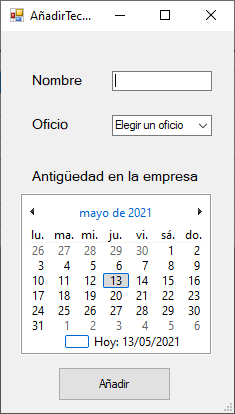 AñadirTec...
Nombre
Oficio
Elegir un oficio
Antigüedad en la empresa
mayo de 2021
lu. ma. mi. ju. vi. sá. do.
26 27 28 29 30 1 2
3 4 5 6 7 8 9
10 11 12 13 14 15 16
17 18 19 20 21 22 23
24 25 26 27 28 29 30
31 1 2 3 4 5 6
Hoy: 13/05/2021
Añadir